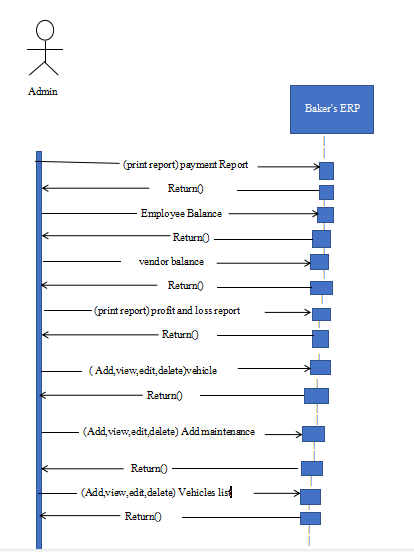 Admin
Baker's ERP
(print report) payment Report
Return()
Employee Balance
Return()
vendor balance
Return()
(print report) profit and loss report
Return()
( Add,view,edit,delete)vehicle
Return()
(Add,view,edit,delete) Add maintenance
Return()
(Add,view,edit,delete) Vehicles list
Return()